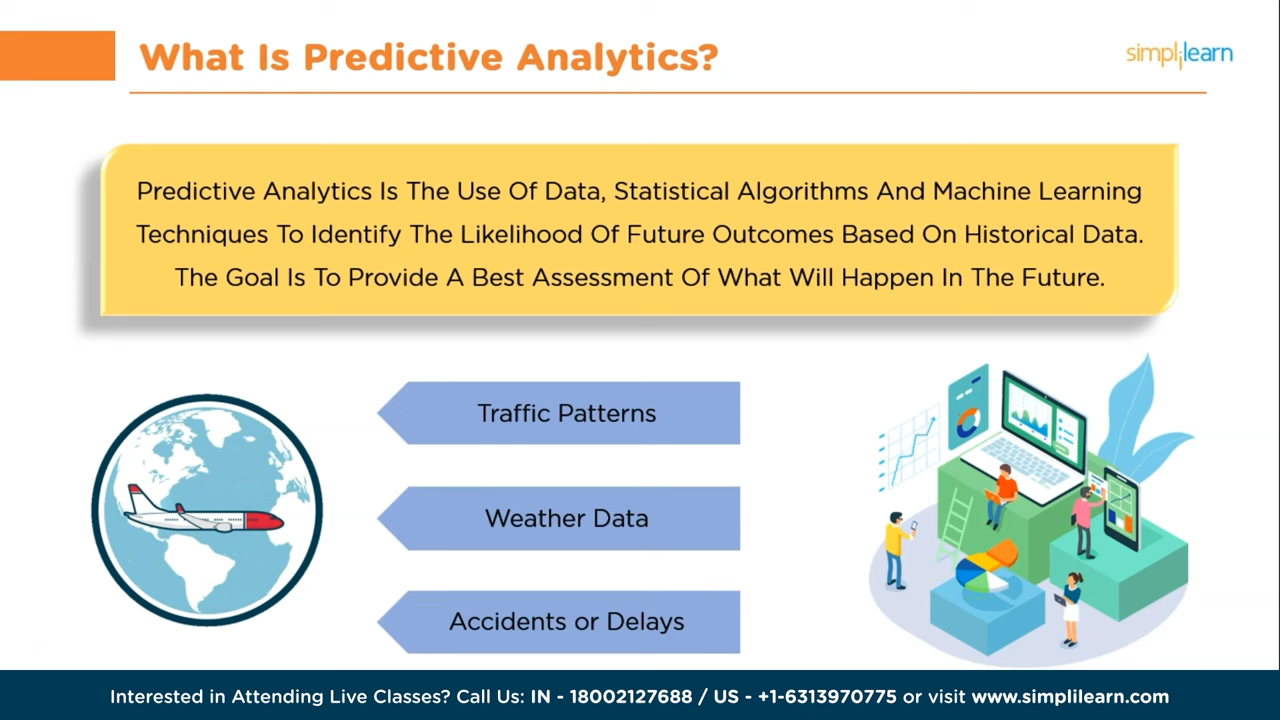 What Is Predictive Analytics?
simplilearn
Predictive Analytics Is The Use Of Data, Statistical Algorithms And Machine Learning
Techniques To Identify The Likelihood Of Future Outcomes Based On Historical Data.
The Goal Is To Provide A Best Assessment Of What Will Happen In The Future.
Traffic Patterns
Weather Data
Accidents or Delays
Interested in Attending Live Classes? Call Us: IN - 18002127688 / US - +1-6313970775 or visit www.simplilearn.com